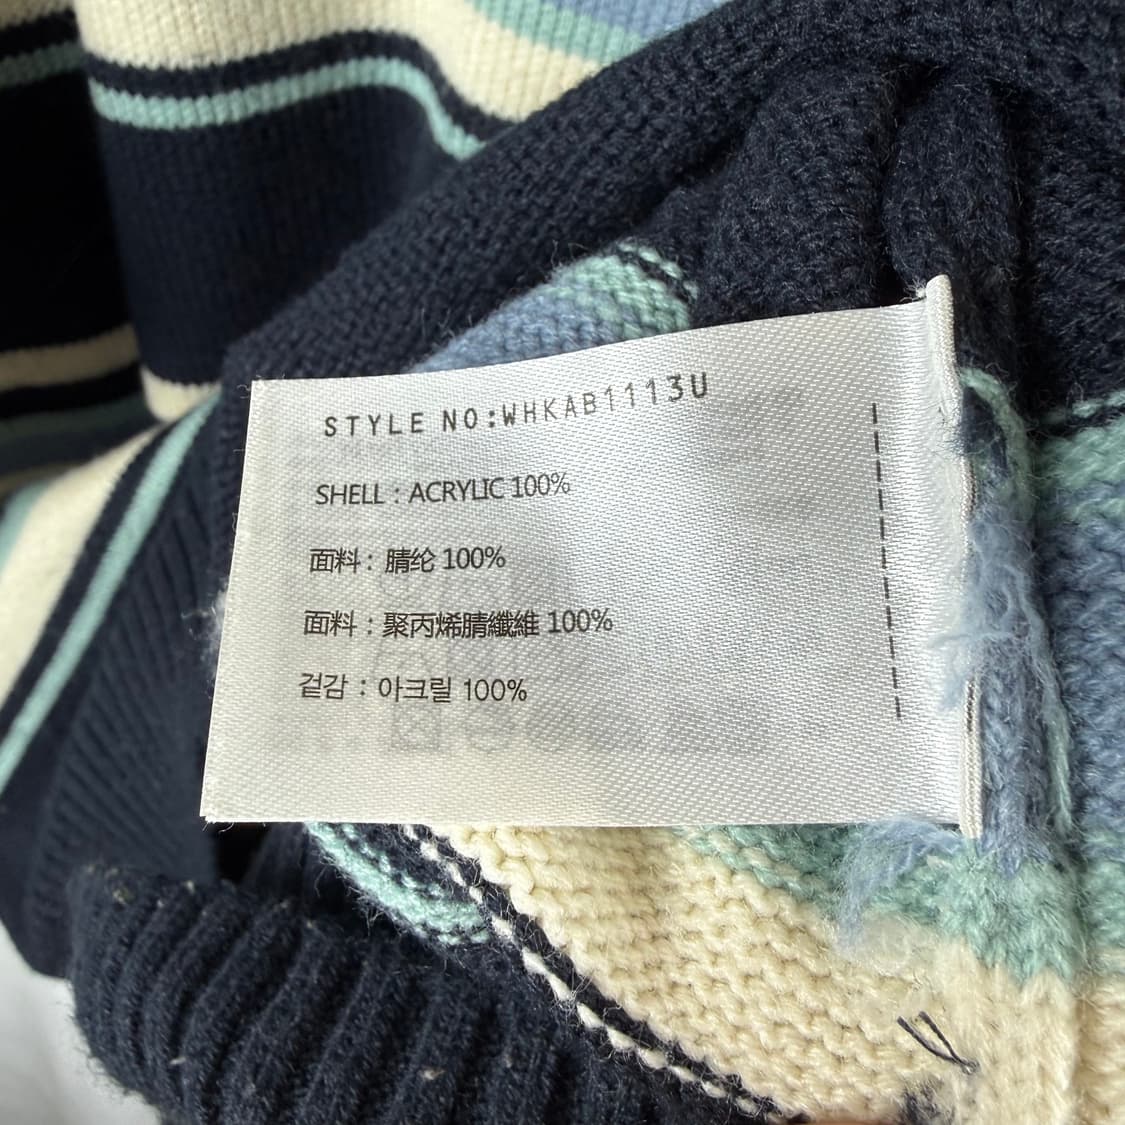 STYLE NO:WHKAB1113U
SHELL : ACRYLIC 100%
面料 : 腈纶 100%
面料 : 聚丙烯腈纖維 100%
겉감 : 아크릴 100%